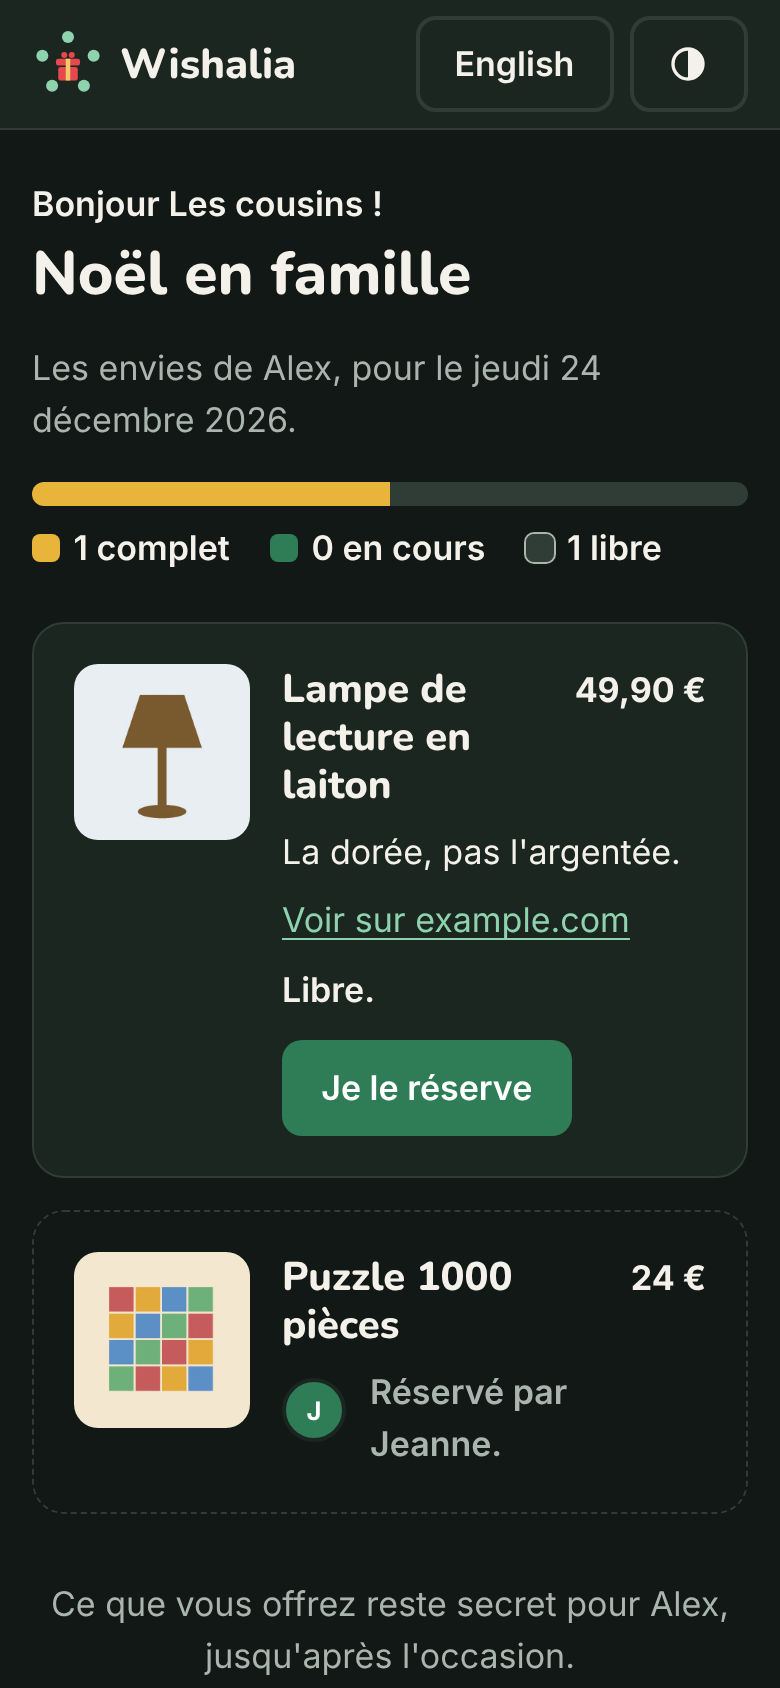 Wishalia
English
Bonjour Les cousins !
Noël en famille
Les envies de Alex, pour le jeudi 24
décembre 2026.
1 complet
0 en cours
1 libre
Lampe de
lecture en
laiton
49,90 €
La dorée, pas l'argentée.
Voir sur example.com
Libre.
Je le réserve
Puzzle 1000
pièces
24 €
J
Réservé par
Jeanne.
Ce que vous offrez reste secret pour Alex,
jusqu'après l'occasion.